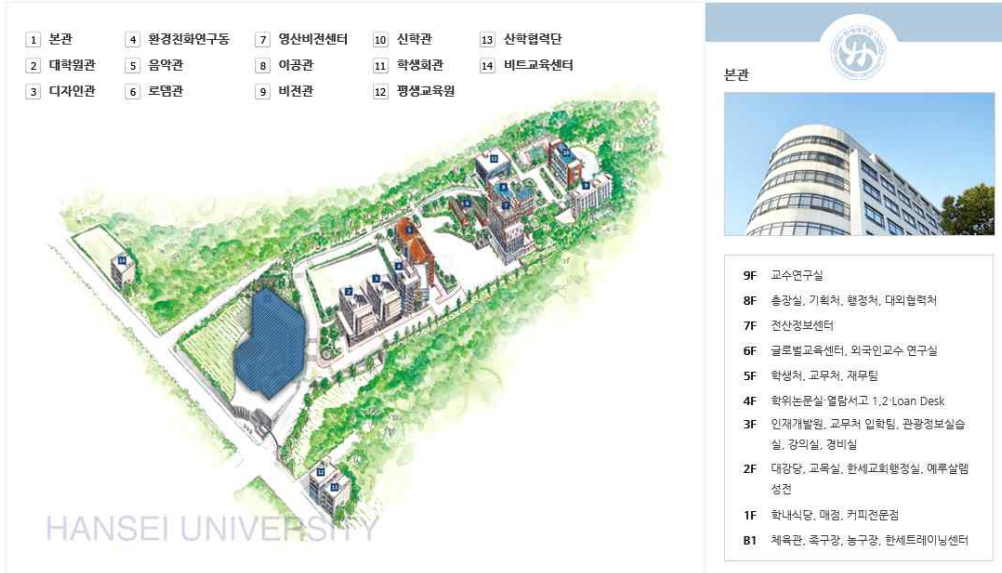 1 본관
2 대학원관
3 디자인관
4 환경친화연구동
5 음악관
6 로뎀관
7 영산비전센터
8 이공관
9 비전관
10 신학관
11 학생회관
12 평생교육원
13 산학협력단
14 비트교육센터
HANSEI UNIVERSITY
본관
9F 교수연구실
8F 총장실, 기획처, 행정처, 대외협력처
7F 전산정보센터
6F 글로벌교육센터, 외국인교수 연구실
5F 학생처, 교무처, 재무팀
4F 학위논문실·열람서고 1,2·Loan Desk
3F 인재개발원, 교무처 입학팀, 관광정보실습
실, 강의실, 경비실
2F 대강당, 교목실, 한세교회행정실, 예루살렘
성전
1F 학내식당, 매점, 커피전문점
B1 체육관, 족구장, 농구장, 한세트레이닝센터